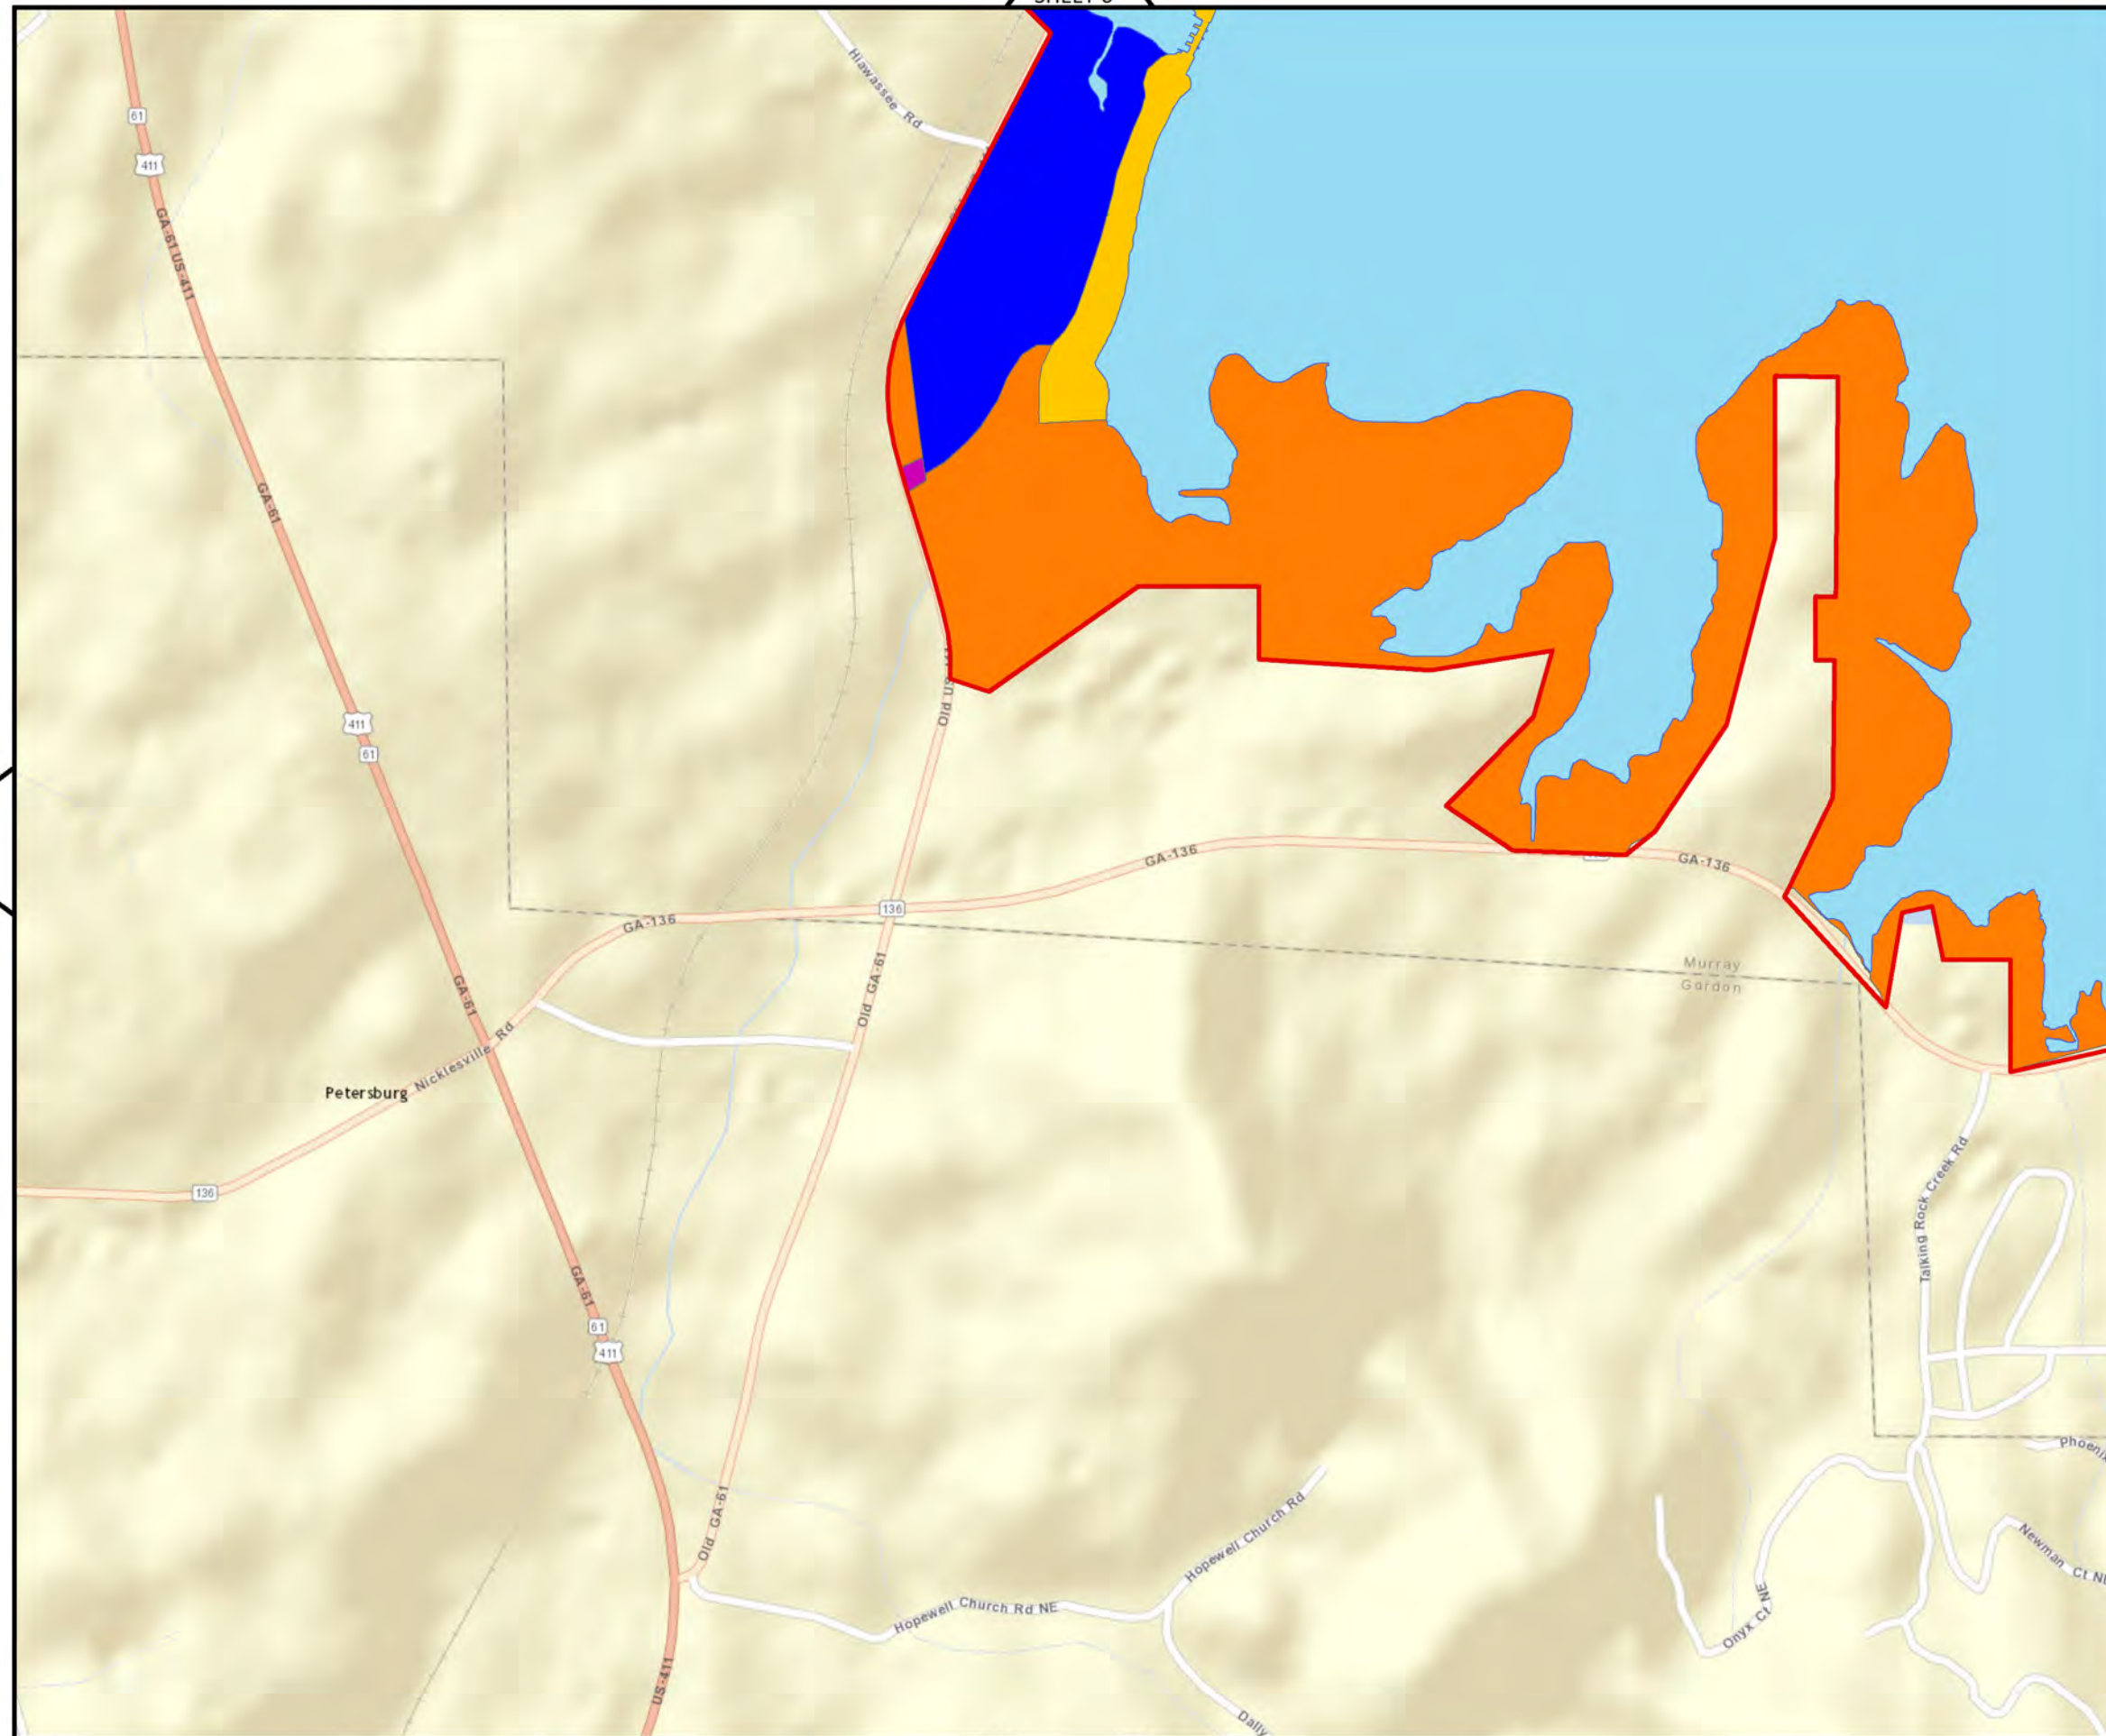 Hiawassee Rd
61
411
GA-61 US-411
GA-61
411
61
Old US
GA-136
GA-136
136
GA-136
Murray
Gordon
Old GA-61
GA-61
Nicklesville Rd
Petersburg
136
Talking Rock Creek Rd
GA-61
61
411
Phoenix
Old GA-61
Hopewell Church Rd
Newman Ct NE
Hopewell Church Rd NE
Onyx Ct NE
US-411
Dally